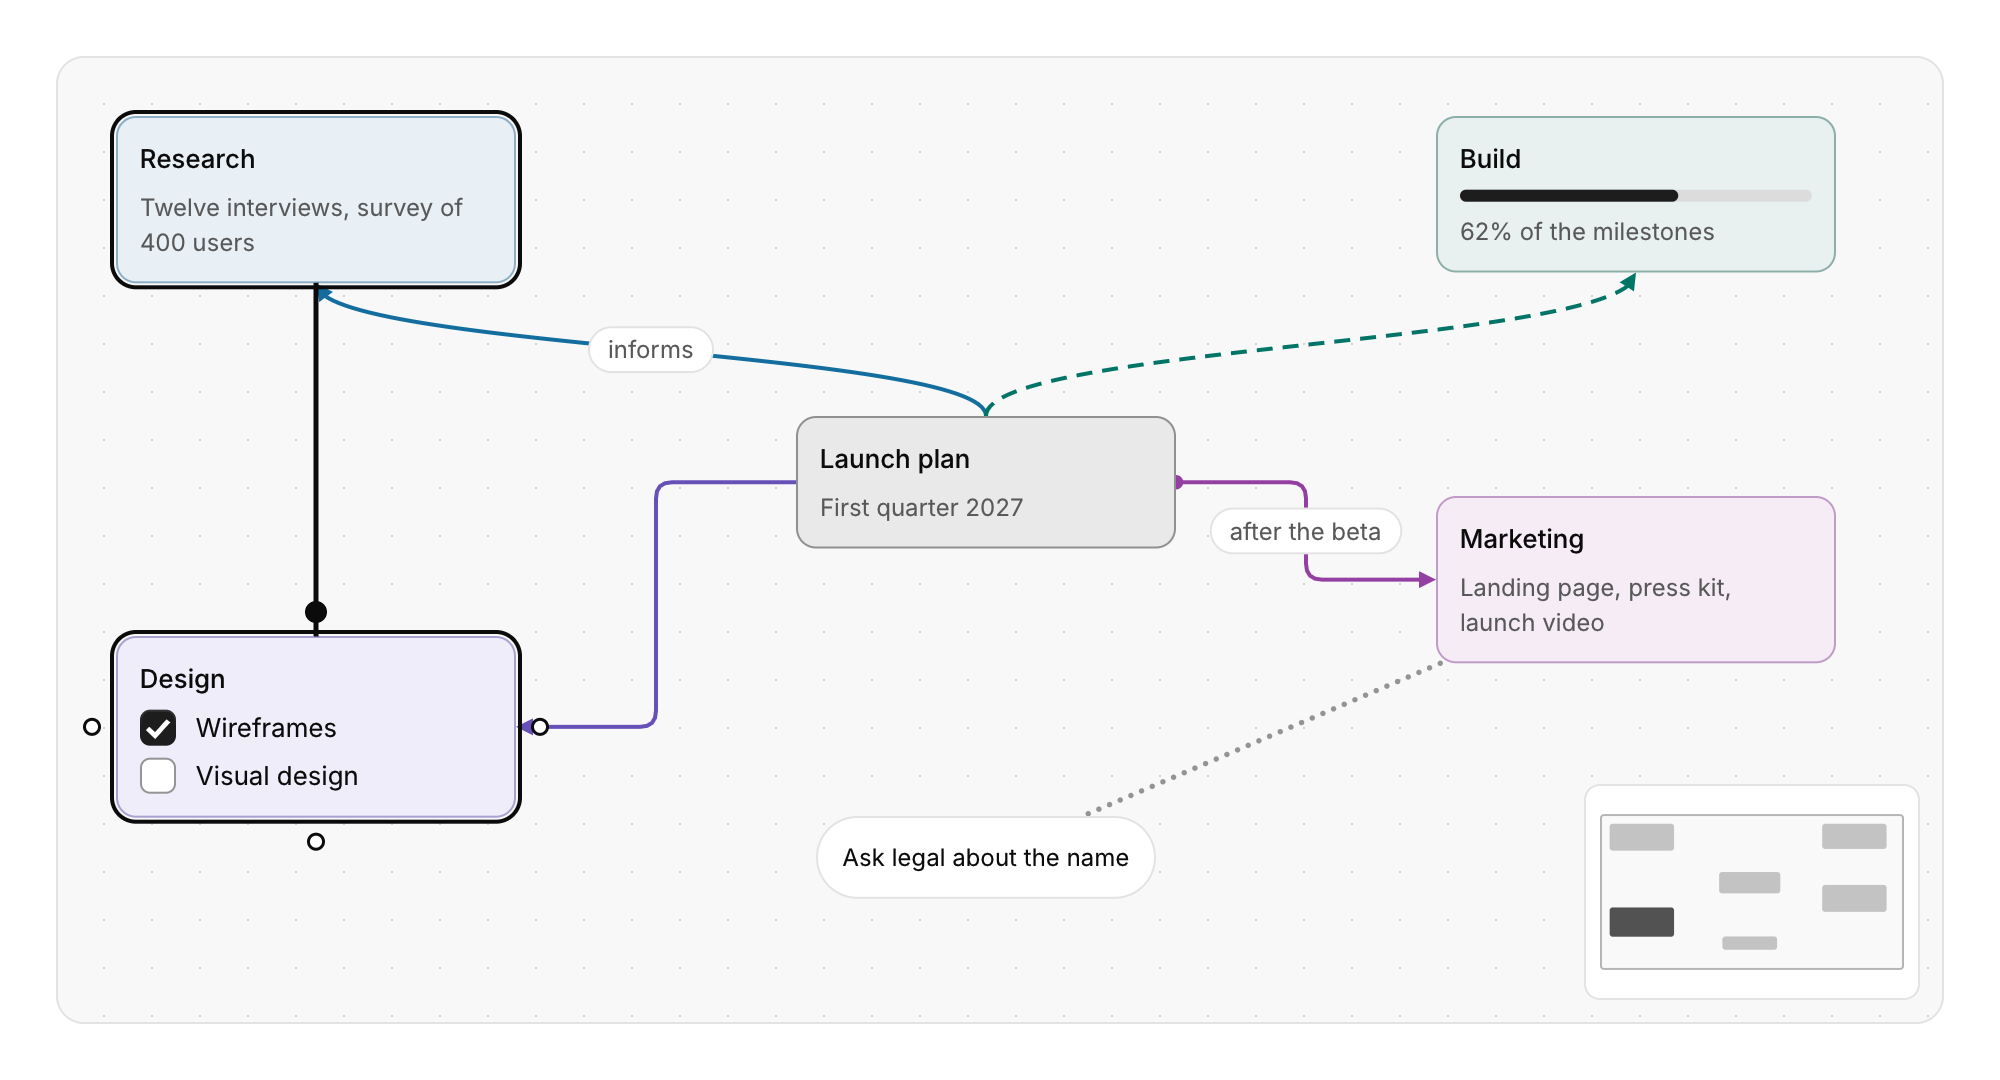 Research
Twelve interviews, survey of
400 users
Build
62% of the milestones
informs
Launch plan
First quarter 2027
after the beta
Marketing
Landing page, press kit,
launch video
Design
Wireframes
Visual design
Ask legal about the name